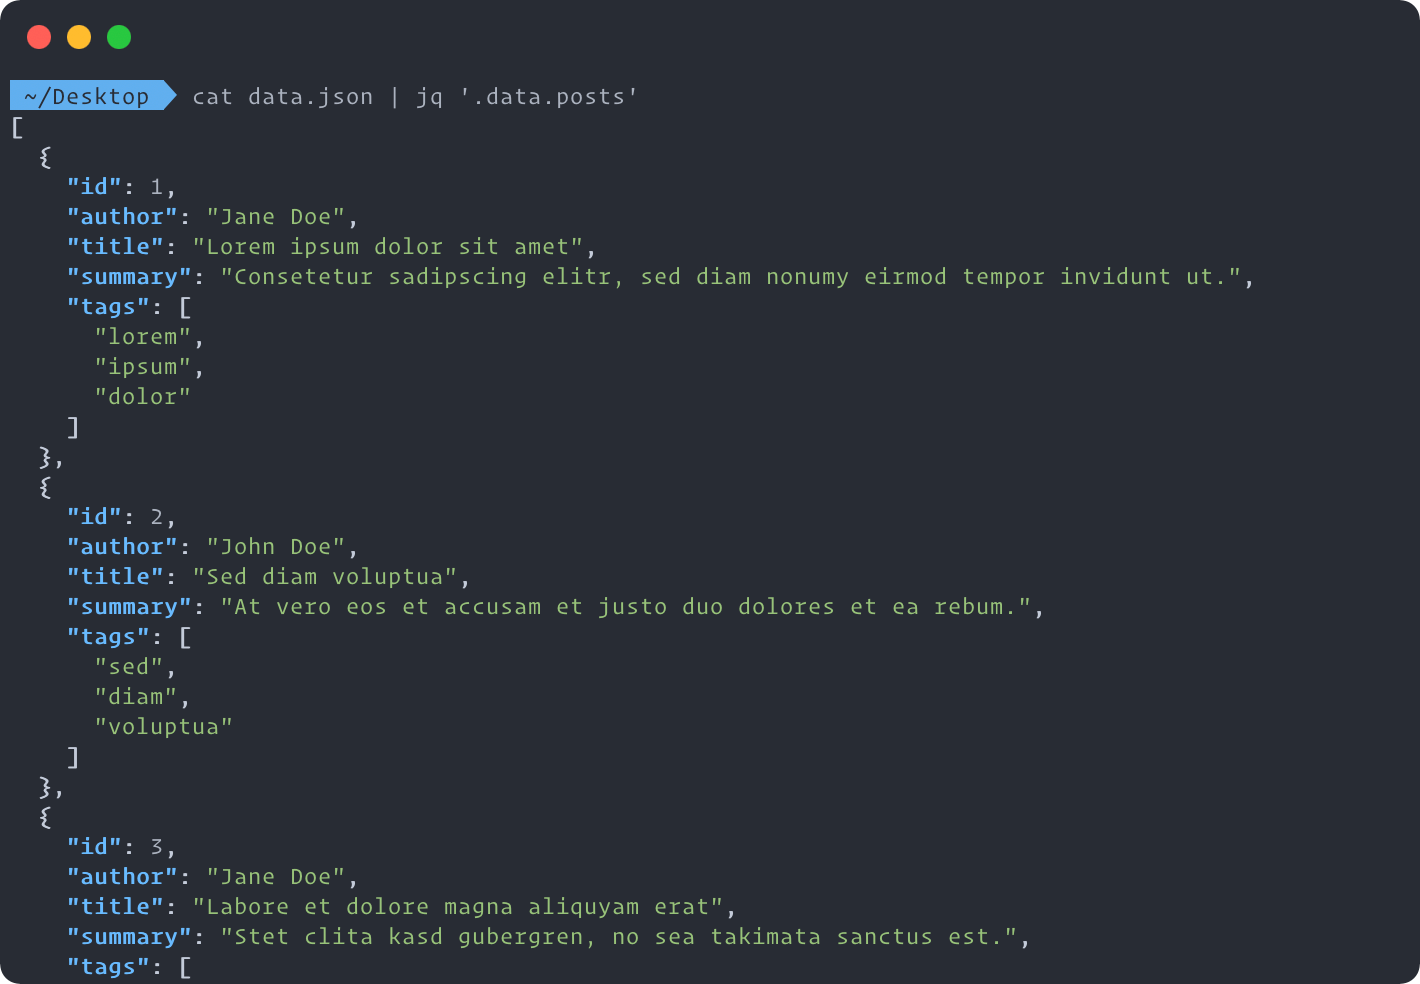 ~/Desktop cat data.json | jq '.data.posts'
[
  {
    "id": 1,
    "author": "Jane Doe",
    "title": "Lorem ipsum dolor sit amet",
    "summary": "Consetetur sadipscing elitr, sed diam nonumy eirmod tempor invidunt ut.",
    "tags": [
      "lorem",
      "ipsum",
      "dolor"
    ]
  },
  {
    "id": 2,
    "author": "John Doe",
    "title": "Sed diam voluptua",
    "summary": "At vero eos et accusam et justo duo dolores et ea rebum.",
    "tags": [
      "sed",
      "diam",
      "voluptua"
    ]
  },
  {
    "id": 3,
    "author": "Jane Doe",
    "title": "Labore et dolore magna aliquyam erat",
    "summary": "Stet clita kasd gubergren, no sea takimata sanctus est.",
    "tags": [